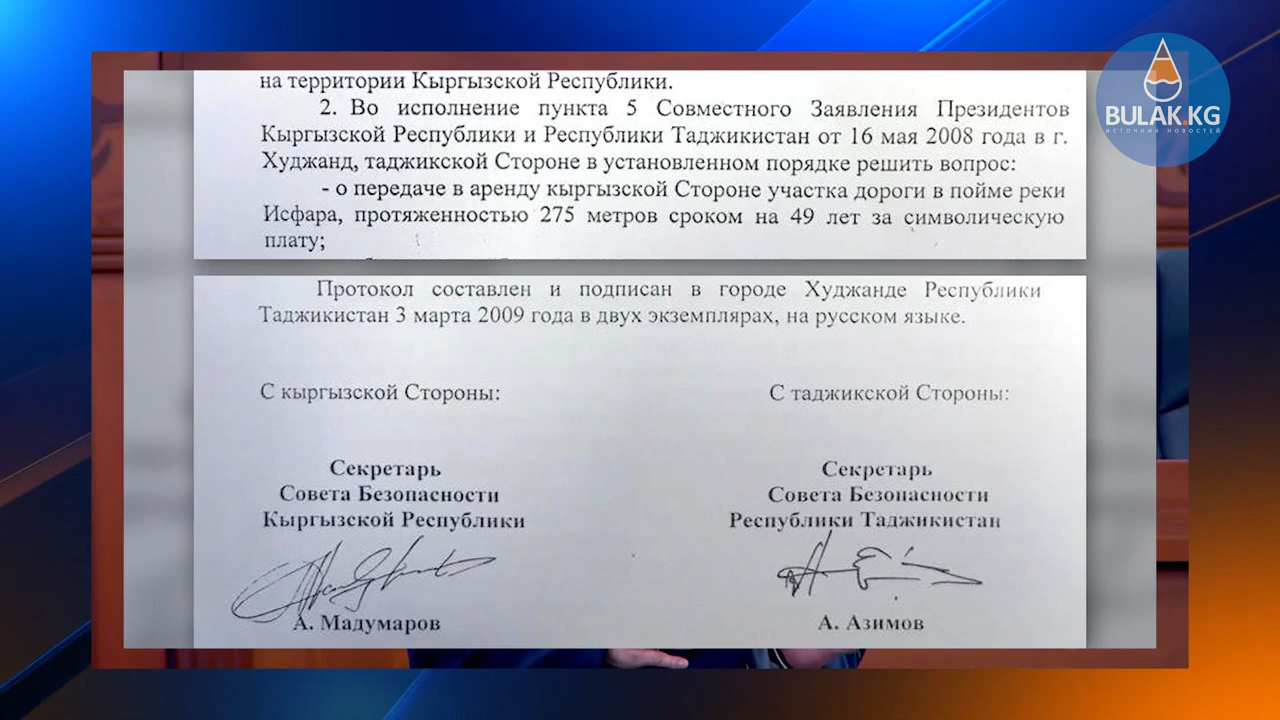 BULAK.KG
ИСТОЧНИК НОВОСТЕЙ
на территории Кыргызской Республики.
2. Во исполнение пункта 5 Совместного Заявления Президентов
Кыргызской Республики и Республики Таджикистан от 16 мая 2008 года в г.
Худжанд, таджикской Стороне в установленном порядке решить вопрос:
- о передаче в аренду кыргызской Стороне участка дороги в пойме реки
Исфара, протяженностью 275 метров сроком на 49 лет за символическую
плату;
Протокол составлен и подписан в городе Худжанде Республики
Таджикистан 3 марта 2009 года в двух экземплярах, на русском языке.
С кыргызской Стороны:
С таджикской Стороны:
Секретарь
Совета Безопасности
Кыргызской Республики
А. Мадумаров
Секретарь
Совета Безопасности
Республики Таджикистан
А. Азимов